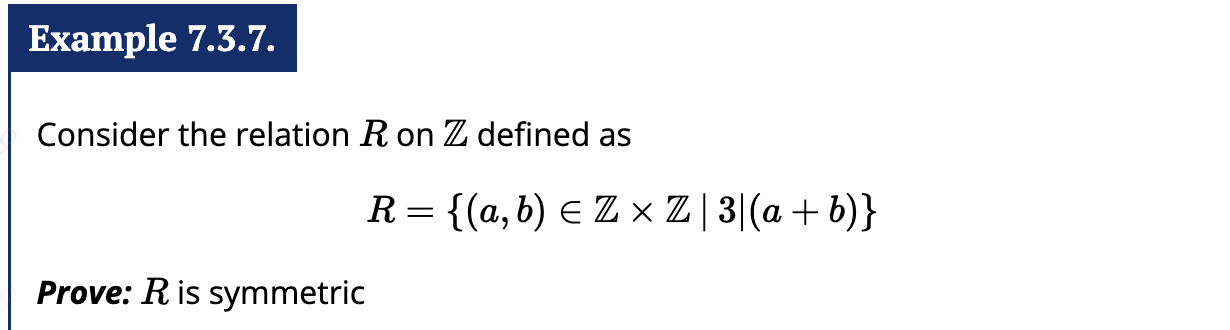 Example 7.3.7.
Consider the relation R on ℤ defined as
R = {(a, b) ∈ ℤ × ℤ | 3|(a + b)}
Prove: R is symmetric